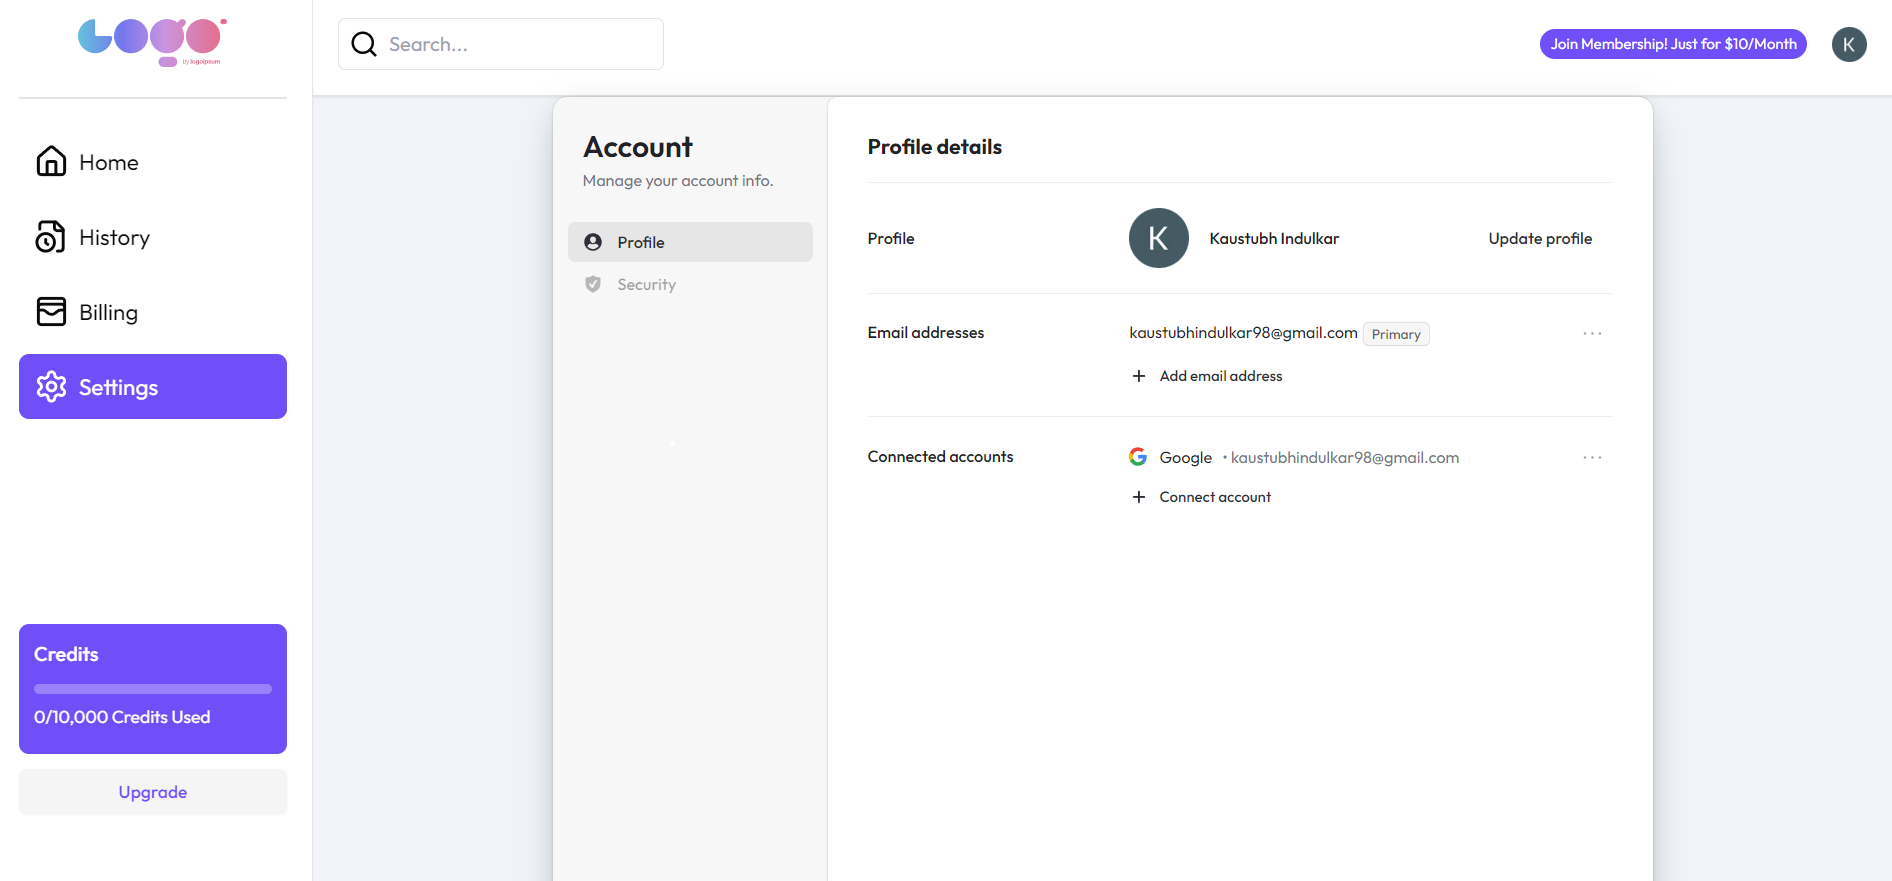 LOGO
by logoipsum
Search...
Join Membership! Just for $10/Month
K
Home
History
Billing
Settings
Credits
0/10,000 Credits Used
Upgrade
Account
Manage your account info.
Profile
Security
Profile details
Profile
K
Kaustubh Indulkar
Update profile
Email addresses
kaustubhindulkar98@gmail.com Primary
...
+ Add email address
Connected accounts
Google • kaustubhindulkar98@gmail.com
...
+ Connect account